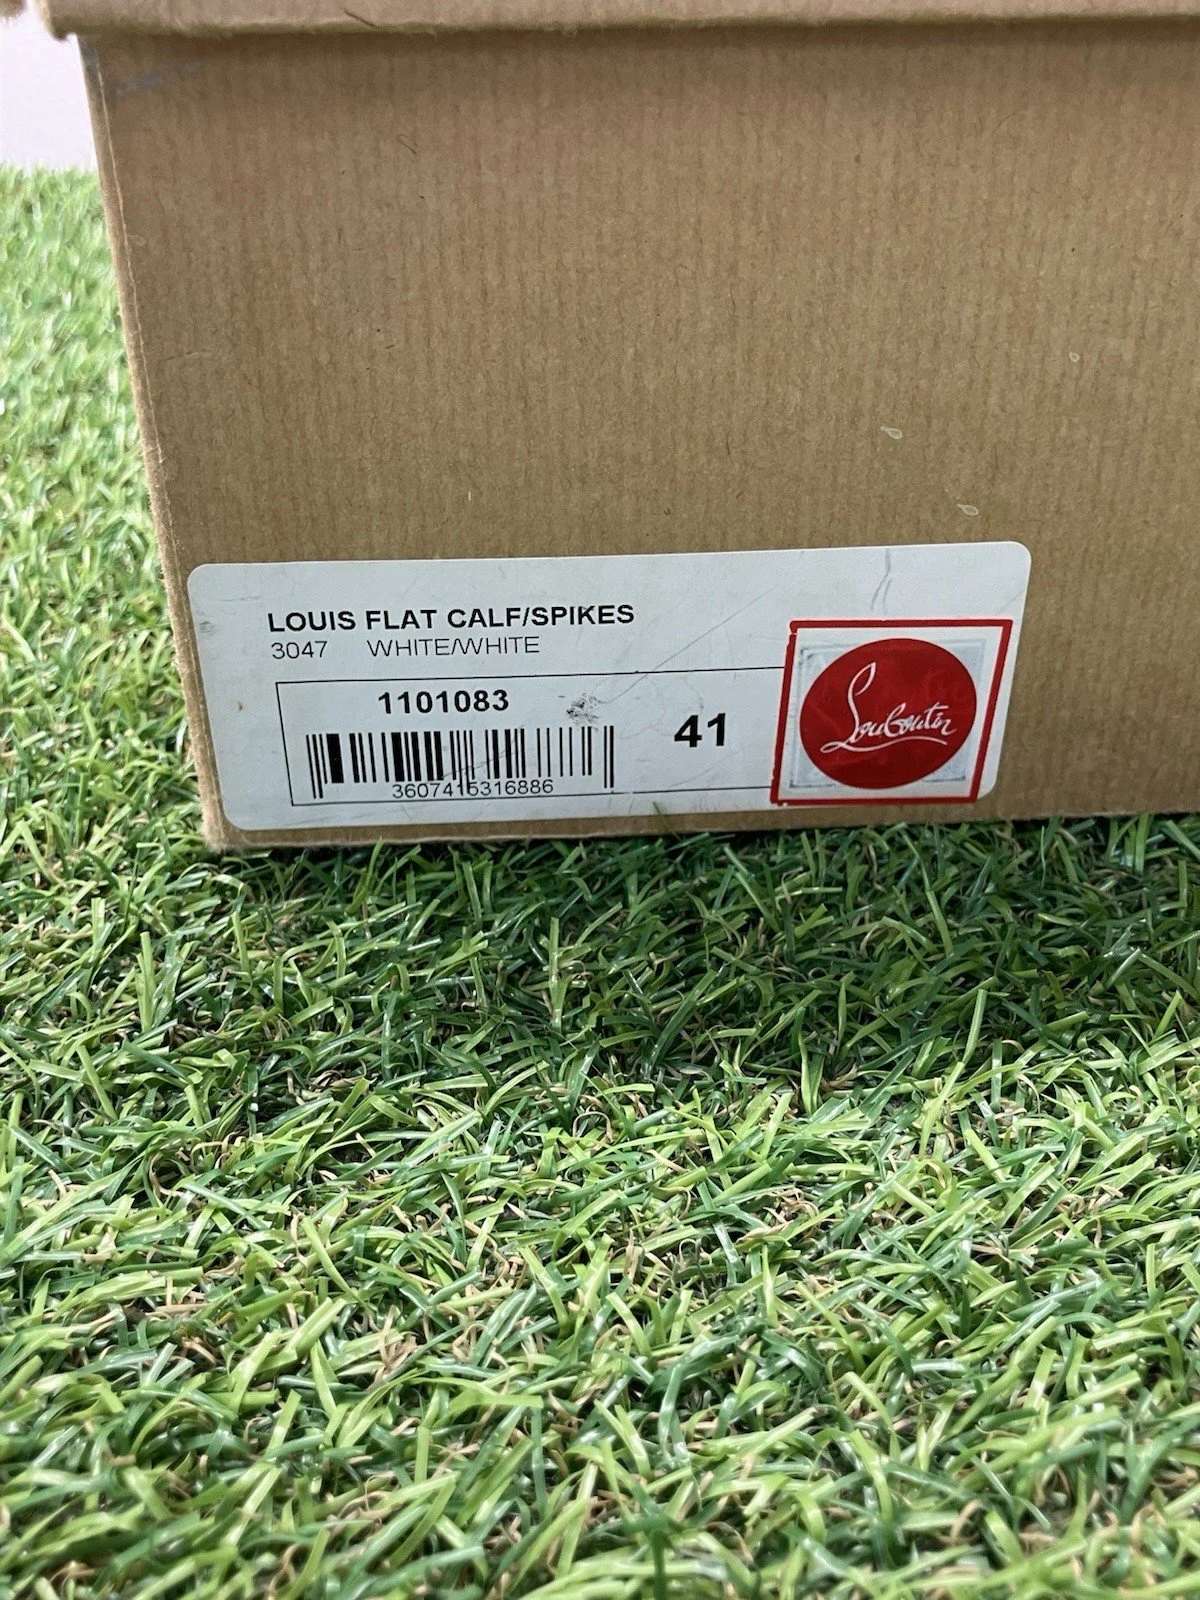 LOUIS FLAT CALF/SPIKES
3047 WHITE/WHITE
1101083
41
3607415316886
Louboutin